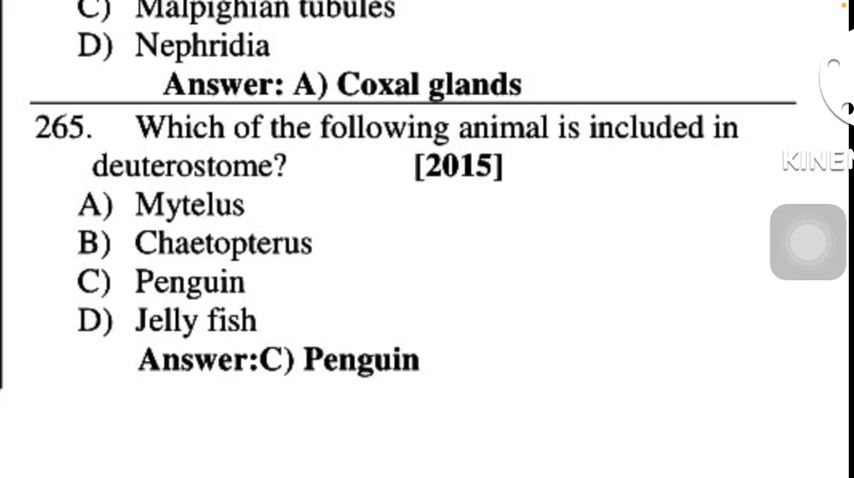 C) Malpighian tubules
D) Nephridia
Answer: A) Coxal glands
265. Which of the following animal is included in
deuterostome? [2015]
A) Mytelus
B) Chaetopterus
C) Penguin
D) Jelly fish
Answer:C) Penguin
KINEM